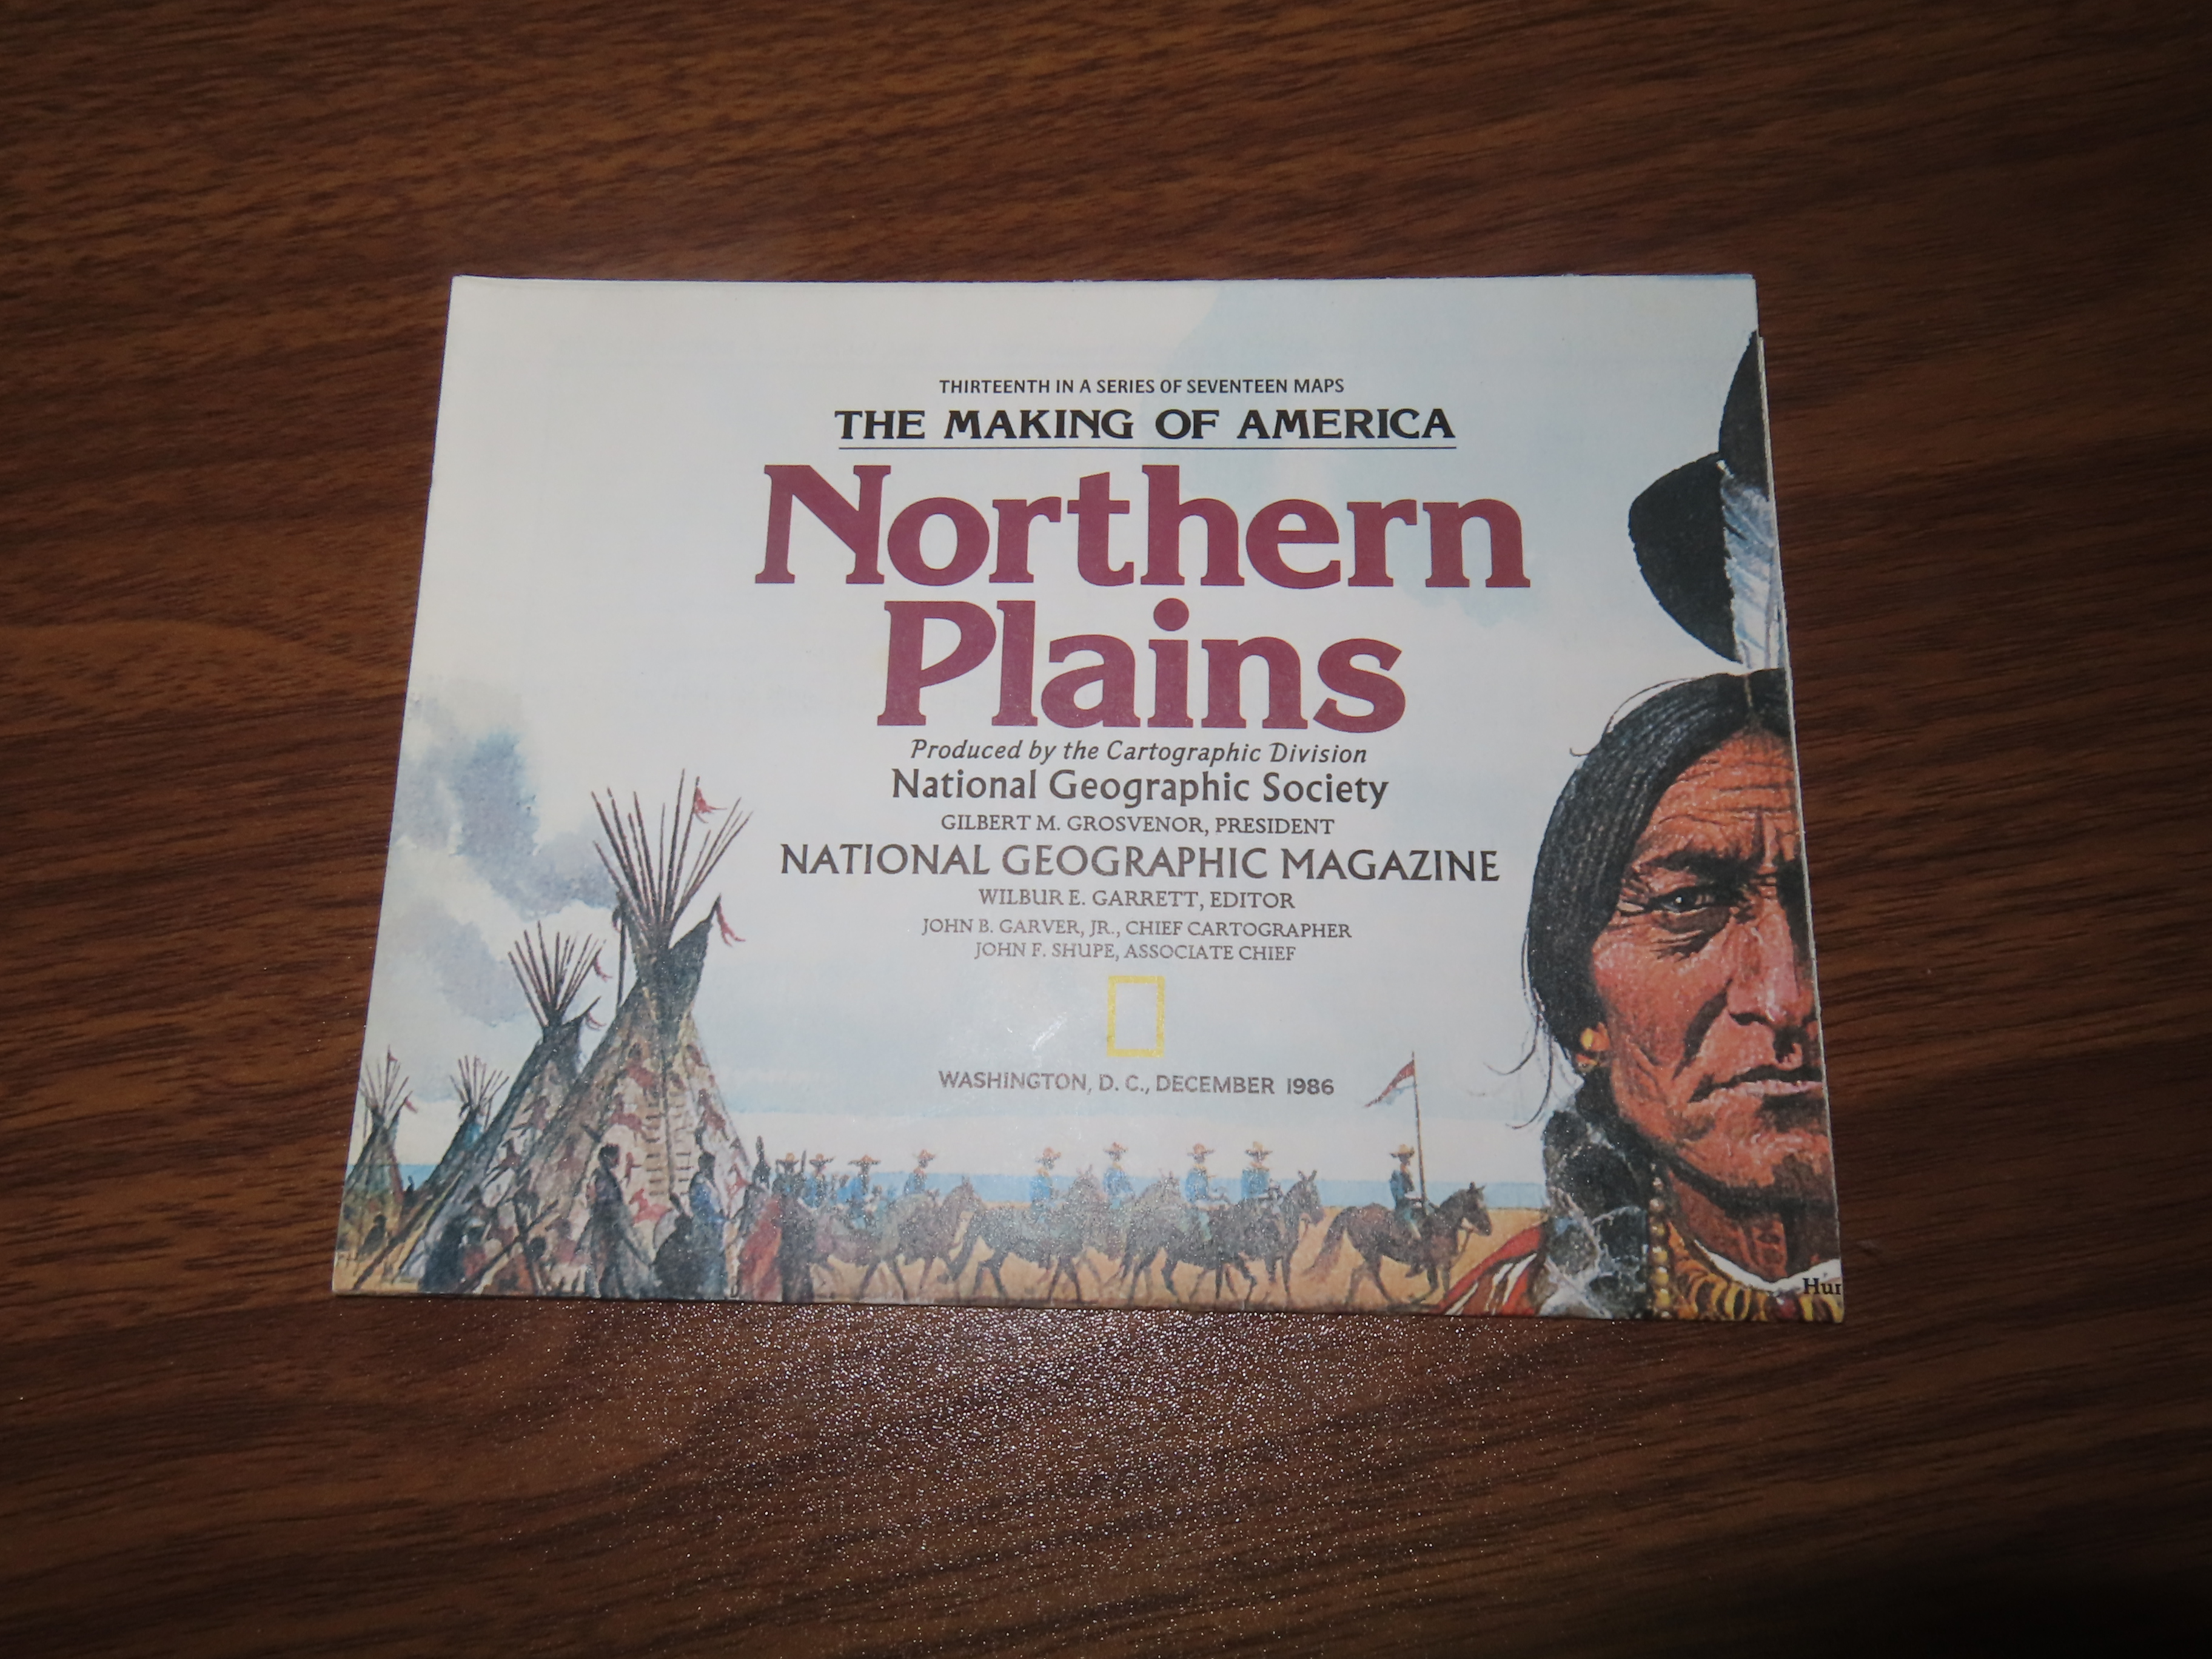 THIRTEENTH IN A SERIES OF SEVENTEEN MAPS
THE MAKING OF AMERICA
Northern
Plains
Produced by the Cartographic Division
National Geographic Society
GILBERT M. GROSVENOR, PRESIDENT
NATIONAL GEOGRAPHIC MAGAZINE
WILBUR E. GARRETT, EDITOR
JOHN B. GARVER, JR., CHIEF CARTOGRAPHER
JOHN F. SHUPE, ASSOCIATE CHIEF
WASHINGTON, D. C., DECEMBER 1986